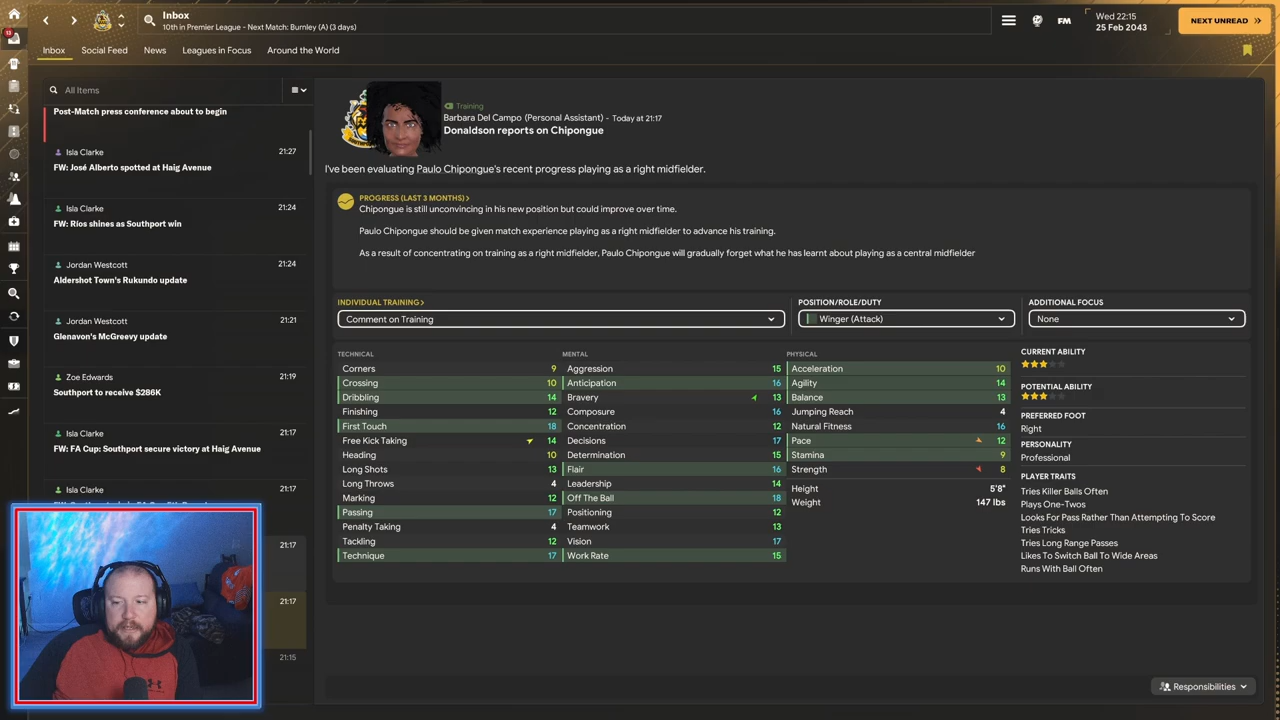 Inbox
10th in Premier League - Next Match: Burnley (A) (3 days)
FM
Wed 22:15
25 Feb 2043
NEXT UNREAD
13
Inbox
Social Feed
News
Leagues in Focus
Around the World
All Items
Post-Match press conference about to begin
Isla Clarke
21:27
FW: José Alberto spotted at Haig Avenue
Isla Clarke
21:24
FW: Ríos shines as Southport win
Jordan Westcott
21:24
Aldershot Town's Rukundo update
Jordan Westcott
21:21
Glenavon's McGreevy update
Zoe Edwards
21:19
Southport to receive $286K
Isla Clarke
21:17
FW: FA Cup: Southport secure victory at Haig Avenue
Isla Clarke
21:17
21:17
21:17
21:15
Training
Barbara Del Campo (Personal Assistant) - Today at 21:17
Donaldson reports on Chipongue
I've been evaluating Paulo Chipongue's recent progress playing as a right midfielder.
PROGRESS (LAST 3 MONTHS)
Chipongue is still unconvincing in his new position but could improve over time.
Paulo Chipongue should be given match experience playing as a right midfielder to advance his training.
As a result of concentrating on training as a right midfielder, Paulo Chipongue will gradually forget what he has learnt about playing as a central midfielder
INDIVIDUAL TRAINING
Comment on Training
POSITION/ROLE/DUTY
Winger (Attack)
ADDITIONAL FOCUS
None
TECHNICAL
Corners 9
Crossing 10
Dribbling 14
Finishing 12
First Touch 18
Free Kick Taking 14
Heading 10
Long Shots 13
Long Throws 4
Marking 12
Passing 17
Penalty Taking 4
Tackling 12
Technique 17
MENTAL
Aggression 15
Anticipation 16
Bravery 13
Composure 16
Concentration 12
Decisions 17
Determination 15
Flair 16
Leadership 14
Off The Ball 18
Positioning 12
Teamwork 13
Vision 17
Work Rate 15
PHYSICAL
Acceleration 10
Agility 14
Balance 13
Jumping Reach 4
Natural Fitness 16
Pace 12
Stamina 9
Strength 8
Height 5'8"
Weight 147 lbs
CURRENT ABILITY
POTENTIAL ABILITY
PREFERRED FOOT
Right
PERSONALITY
Professional
PLAYER TRAITS
Tries Killer Balls Often
Plays One-Twos
Looks For Pass Rather Than Attempting To Score
Tries Tricks
Tries Long Range Passes
Likes To Switch Ball To Wide Areas
Runs With Ball Often
Responsibilities